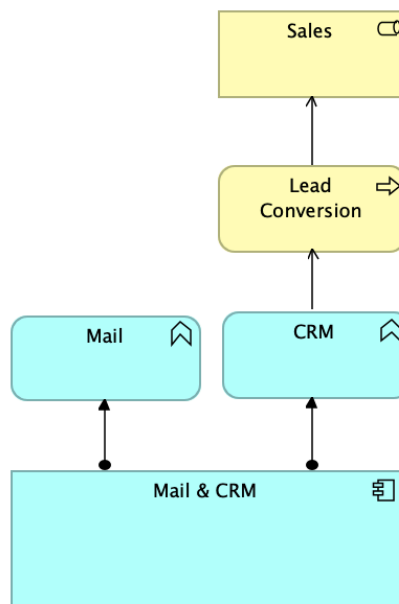 Sales
Lead
Conversion
Mail
CRM
Mail & CRM